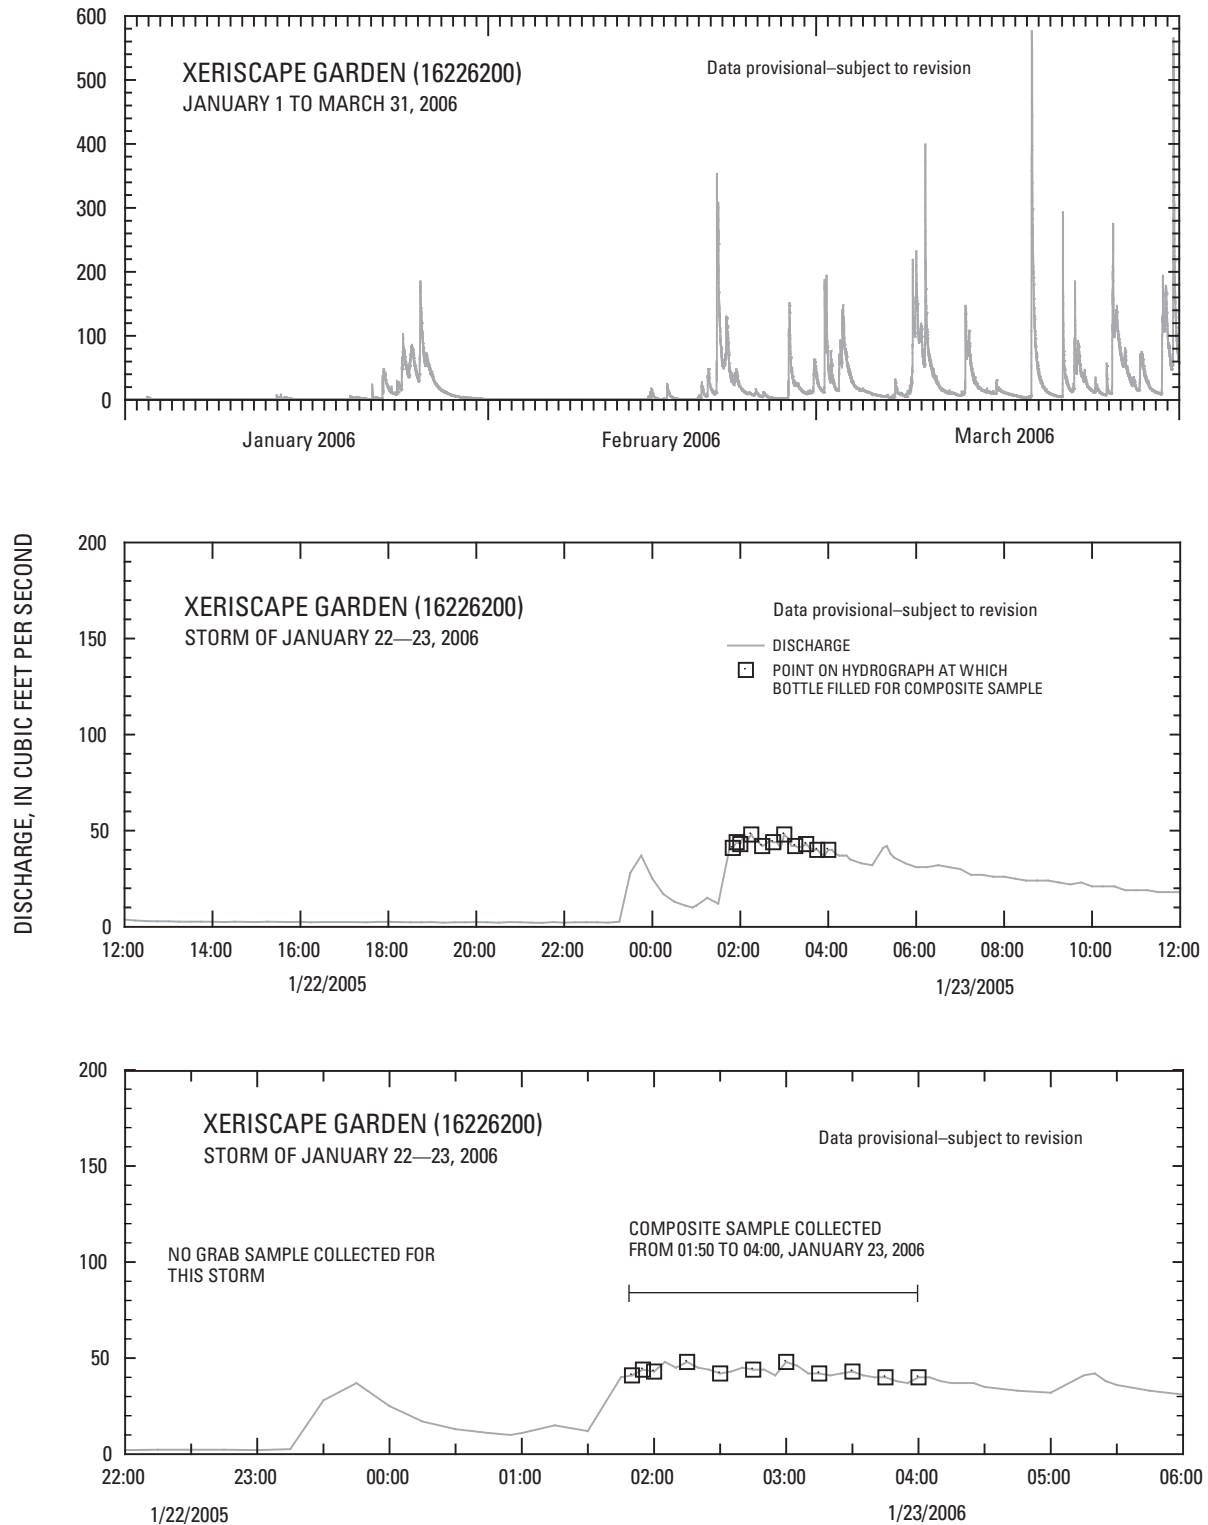 600
500
400
300
200
100
0
XERISCAPE GARDEN (16226200)
JANUARY 1 TO MARCH 31, 2006
Data provisional–subject to revision
January 2006 February 2006 March 2006
DISCHARGE, IN CUBIC FEET PER SECOND
200
150
100
50
0
XERISCAPE GARDEN (16226200)
STORM OF JANUARY 22—23, 2006
Data provisional–subject to revision
DISCHARGE
POINT ON HYDROGRAPH AT WHICH
BOTTLE FILLED FOR COMPOSITE SAMPLE
12:00 14:00 16:00 18:00 20:00 22:00 00:00 02:00 04:00 06:00 08:00 10:00 12:00
1/22/2005 1/23/2005
200
150
100
50
0
XERISCAPE GARDEN (16226200)
STORM OF JANUARY 22—23, 2006
Data provisional–subject to revision
NO GRAB SAMPLE COLLECTED FOR
THIS STORM
COMPOSITE SAMPLE COLLECTED
FROM 01:50 TO 04:00, JANUARY 23, 2006
22:00 23:00 00:00 01:00 02:00 03:00 04:00 05:00 06:00
1/22/2005 1/23/2006